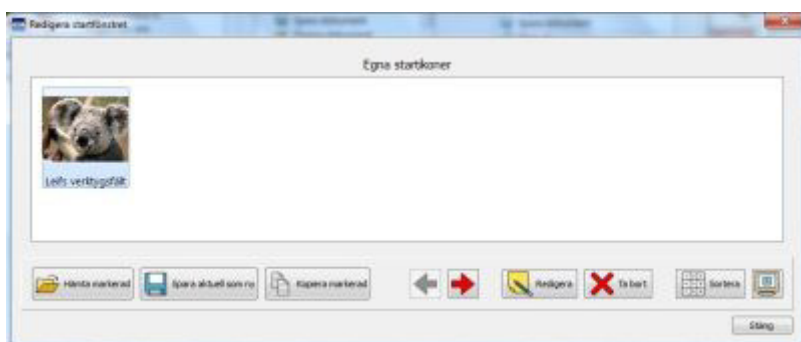 Redigera startfönstret
Egna startikoner
Leifs verktygsfält
Hämta markerad
Spara aktuell som ny
Kopiera markerad
Redigera
Ta bort
Sortera
Stäng